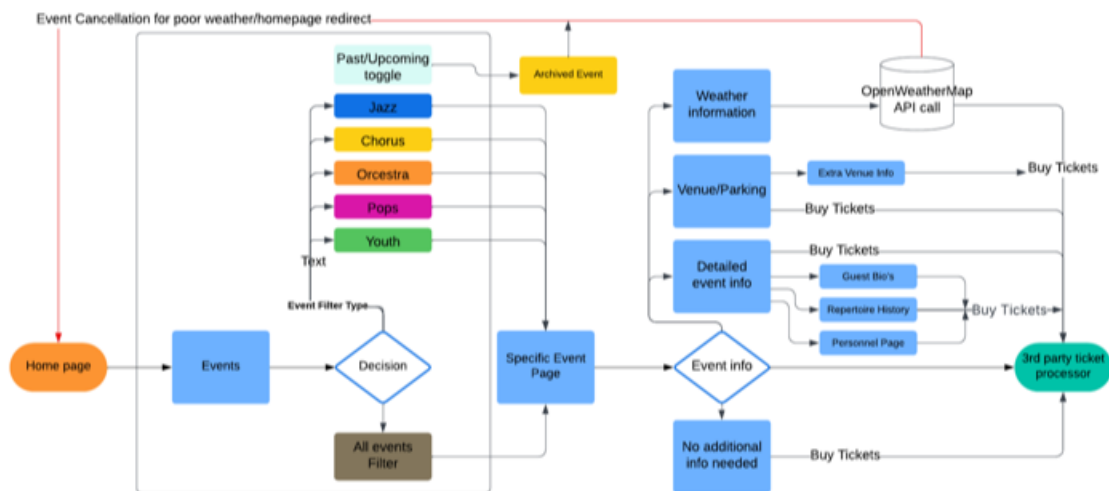 Event Cancellation for poor weather/homepage redirect
Past/Upcoming
toggle
Archived Event
Jazz
Chorus
Orcestra
Pops
Youth
Text
Event Filter Type
Home page
Events
Decision
All events
Filter
Specific Event
Page
Weather
information
OpenWeatherMap
API call
Venue/Parking
Extra Venue Info
Buy Tickets
Buy Tickets
Detailed
event info
Buy Tickets
Guest Bio's
Repertoire History
Buy Tickets
Personnel Page
Event info
3rd party ticket
processor
No additional
info needed
Buy Tickets